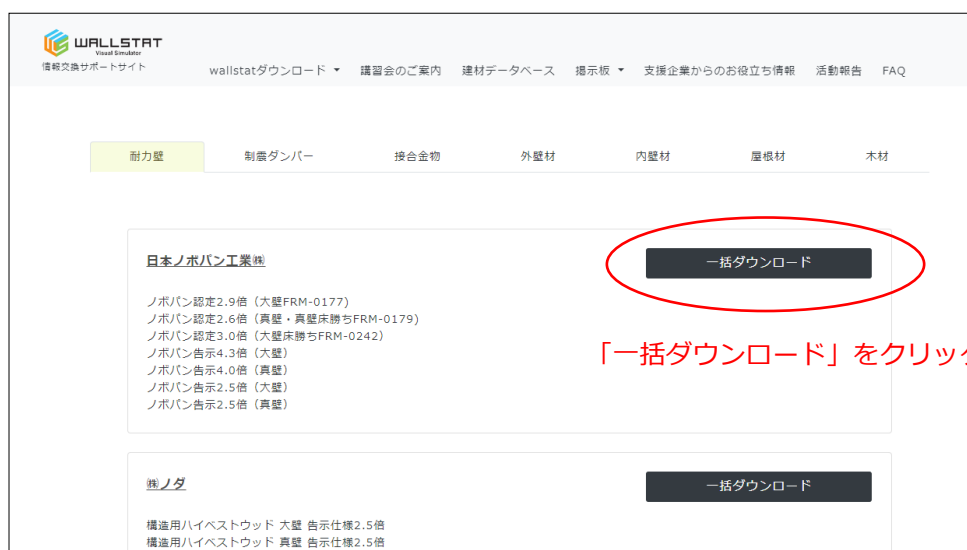 WALLSTAT
Visual Simulator
情報交換サポートサイト
wallstatダウンロード 講習会のご案内 建材データベース 掲示板 支援企業からのお役立ち情報 活動報告 FAQ
耐力壁 制震ダンパー 接合金物 外壁材 内壁材 屋根材 木材
日本ノボパン工業㈱
一括ダウンロード
ノボパン認定2.9倍（大壁FRM-0177)
ノボパン認定2.6倍（真壁・真壁床勝ちFRM-0179)
ノボパン認定3.0倍（大壁床勝ちFRM-0242）
ノボパン告示4.3倍（大壁）
ノボパン告示4.0倍（真壁）
ノボパン告示2.5倍（大壁）
ノボパン告示2.5倍（真壁）
「一括ダウンロード」をクリック
㈱ノダ
一括ダウンロード
構造用ハイベストウッド 大壁 告示仕様2.5倍
構造用ハイベストウッド 真壁 告示仕様2.5倍